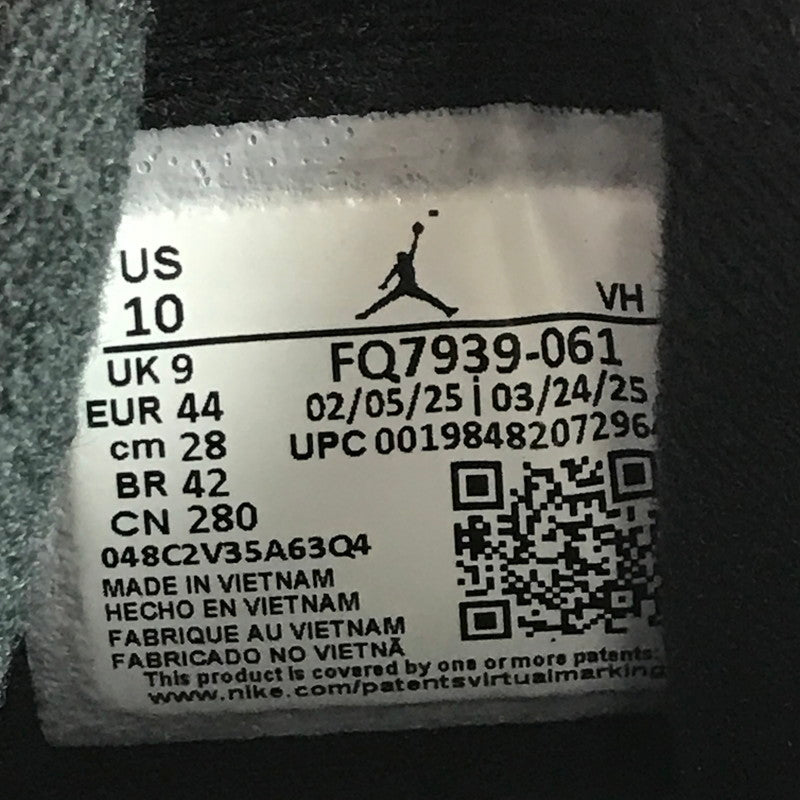 US
10
VH
UK 9
FQ7939-061
EUR 44
02/05/25 | 03/24/25
cm 28
UPC 0019848207296
BR 42
CN 280
048C2V35A63Q4
MADE IN VIETNAM
HECHO EN VIETNAM
FABRIQUE AU VIETNAM
FABRICADO NO VIETNÃ
This product is covered by one or more patents:
www.nike.com/patentsvirtualmarking